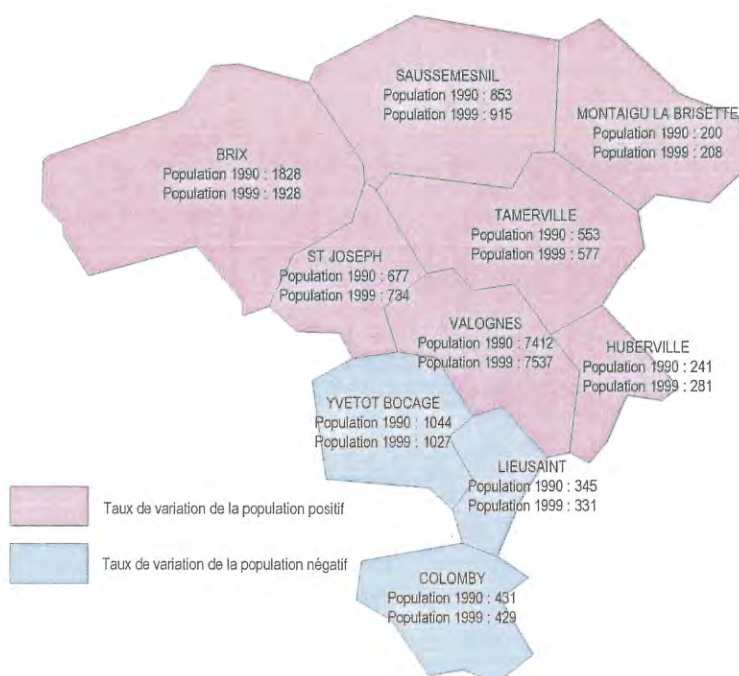 SAUSSEMESNIL
Population 1990 : 853
Population 1999 : 915
MONTAIGU LA BRISETTE
Population 1990 : 200
Population 1999 : 208
BRIX
Population 1990 : 1828
Population 1999 : 1928
TAMERVILLE
Population 1990 : 553
Population 1999 : 577
ST JOSEPH
Population 1990 : 677
Population 1999 : 734
VALOGNES
Population 1990 : 7412
Population 1999 : 7537
HUBERVILLE
Population 1990 : 241
Population 1999 : 281
YVETOT BOCAGE
Population 1990 : 1044
Population 1999 : 1027
LIEUSAINT
Population 1990 : 345
Population 1999 : 331
Taux de variation de la population positif
Taux de variation de la population négatif
COLOMBY
Population 1990 : 431
Population 1999 : 429